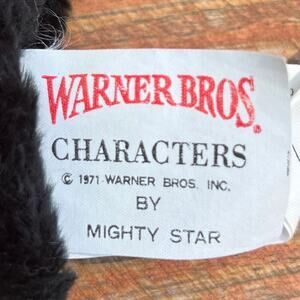 WARNER BROS.
CHARACTERS
© 1971 WARNER BROS. INC.
BY
MIGHTY STAR